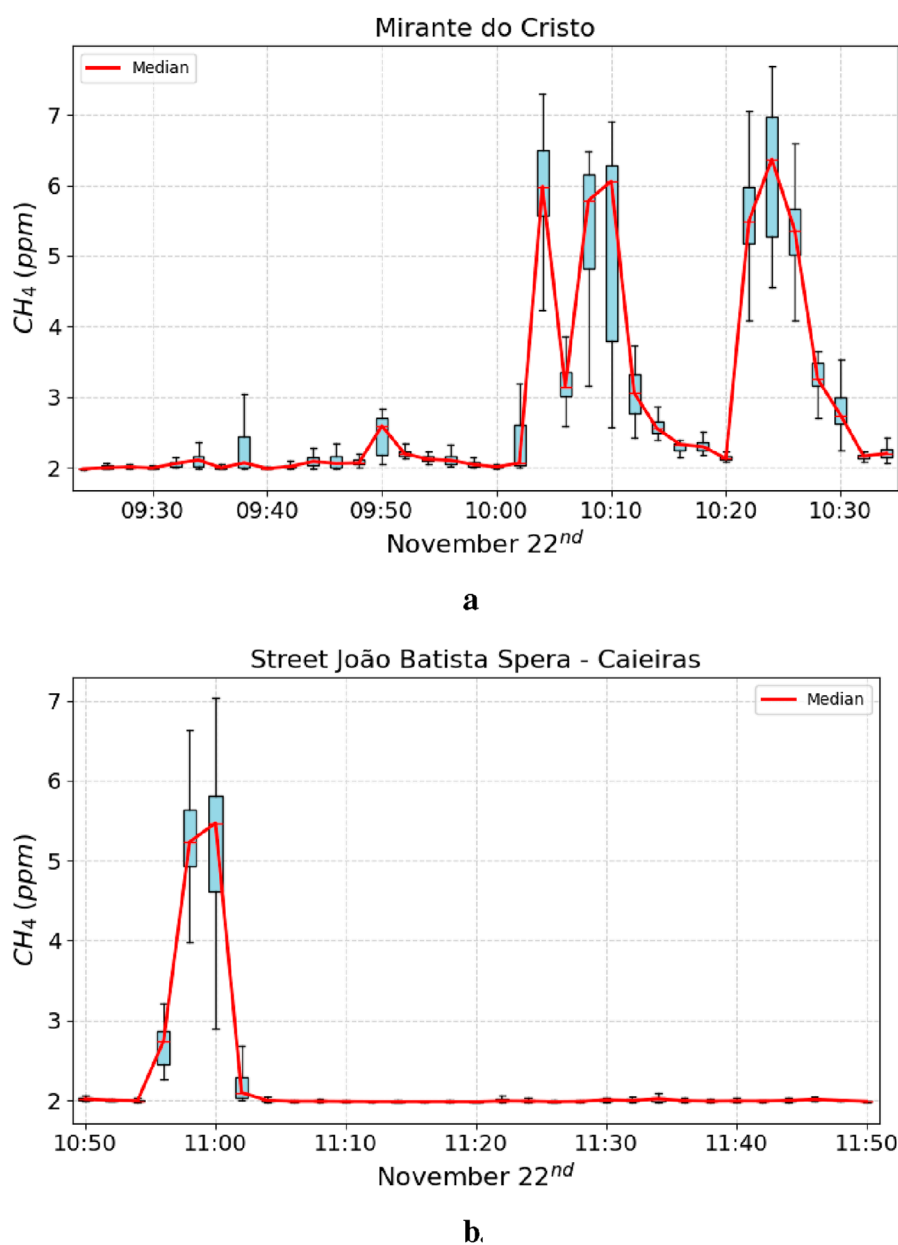 Mirante do Cristo
Median
7
6
5
4
3
2
CH₄ (ppm)
09:30 09:40 09:50 10:00 10:10 10:20 10:30
November 22ⁿᵈ
a
Street João Batista Spera - Caieiras
Median
7
6
5
4
3
2
CH₄ (ppm)
10:50 11:00 11:10 11:20 11:30 11:40 11:50
November 22ⁿᵈ
b.